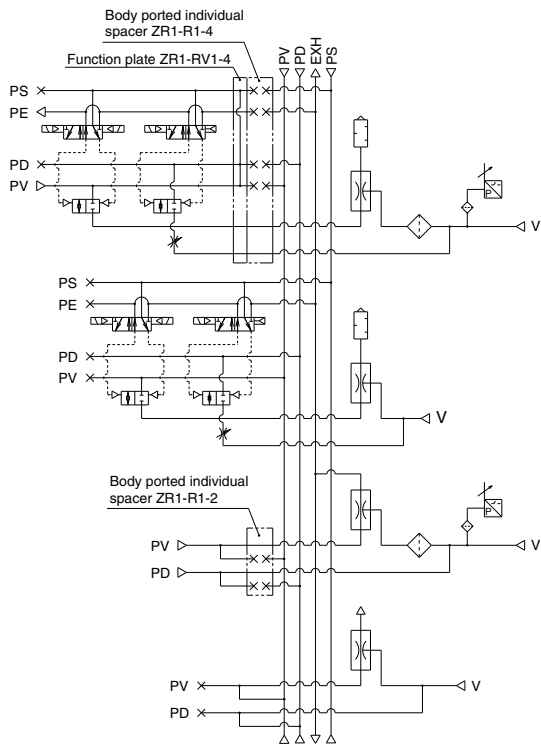 Body ported individual
spacer ZR1-R1-4
Function plate ZR1-RV1-4
PV
PD
EXH
PS
PS
PE
PD
PV
P
V
PS
PE
PD
PV
V
Body ported individual
spacer ZR1-R1-2
PV
PD
P
V
PV
PD
V